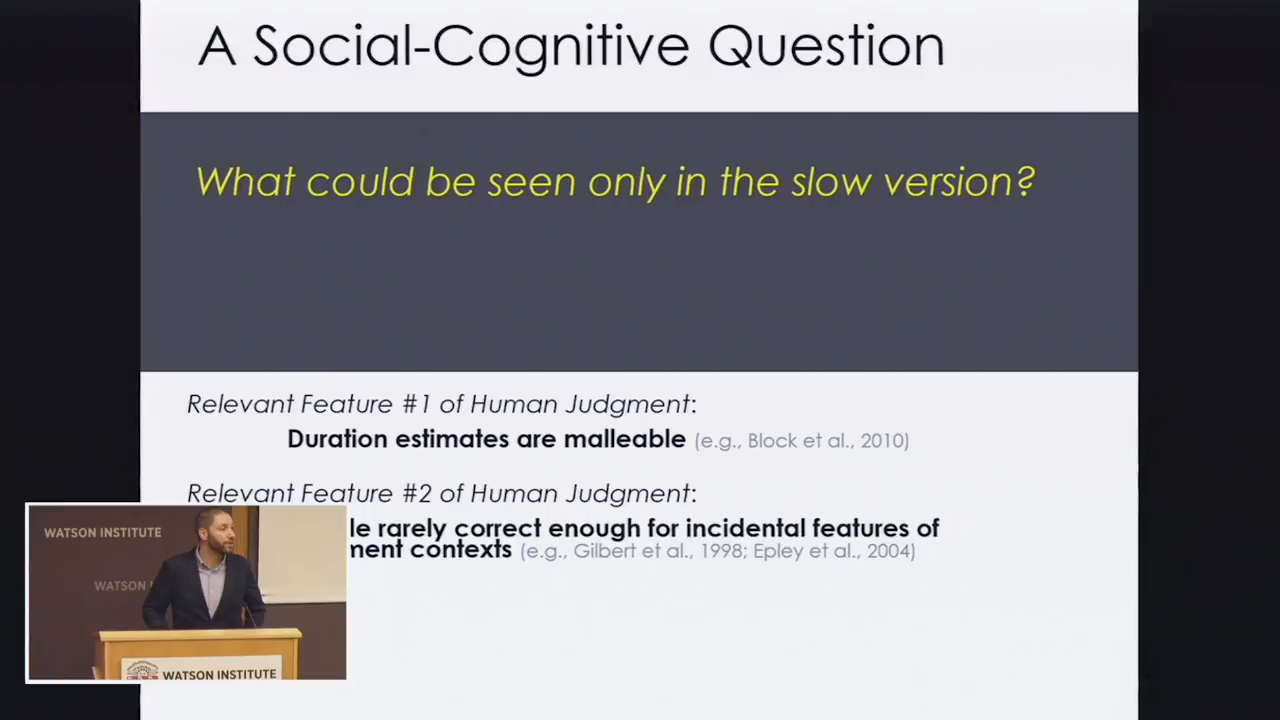 A Social-Cognitive Question
What could be seen only in the slow version?
Relevant Feature #1 of Human Judgment:
Duration estimates are malleable (e.g., Block et al., 2010)
Relevant Feature #2 of Human Judgment:
le rarely correct enough for incidental features of
ment contexts (e.g., Gilbert et al., 1998; Epley et al., 2004)
WATSON INSTITUTE
WATSON I
WATSON INSTITUTE